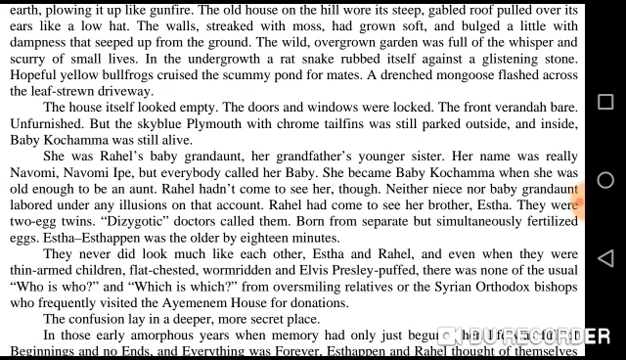 earth, plowing it up like gunfire. The old house on the hill wore its steep, gabled roof pulled over its
ears like a low hat. The walls, streaked with moss, had grown soft, and bulged a little with
dampness that seeped up from the ground. The wild, overgrown garden was full of the whisper and
scurry of small lives. In the undergrowth a rat snake rubbed itself against a glistening stone.
Hopeful yellow bullfrogs cruised the scummy pond for mates. A drenched mongoose flashed across
the leaf-strewn driveway.
The house itself looked empty. The doors and windows were locked. The front verandah bare.
Unfurnished. But the skyblue Plymouth with chrome tailfins was still parked outside, and inside,
Baby Kochamma was still alive.
She was Rahel's baby grandaunt, her grandfather's younger sister. Her name was really
Navomi, Navomi Ipe, but everybody called her Baby. She became Baby Kochamma when she was
old enough to be an aunt. Rahel hadn't come to see her, though. Neither niece nor baby grandaunt
labored under any illusions on that account. Rahel had come to see her brother, Estha. They were
two-egg twins. “Dizygotic” doctors called them. Born from separate but simultaneously fertilized
eggs. Estha–Esthappen was the older by eighteen minutes.
They never did look much like each other, Estha and Rahel, and even when they were
thin-armed children, flat-chested, wormridden and Elvis Presley-puffed, there was none of the usual
“Who is who?” and “Which is which?” from oversmiling relatives or the Syrian Orthodox bishops
who frequently visited the Ayemenem House for donations.
The confusion lay in a deeper, more secret place.
In those early amorphous years when memory had only just begun, when life was full of
Beginnings and no Ends, and Everything was Forever, Esthappen and Rahel thought of themselves
DU RECORDER